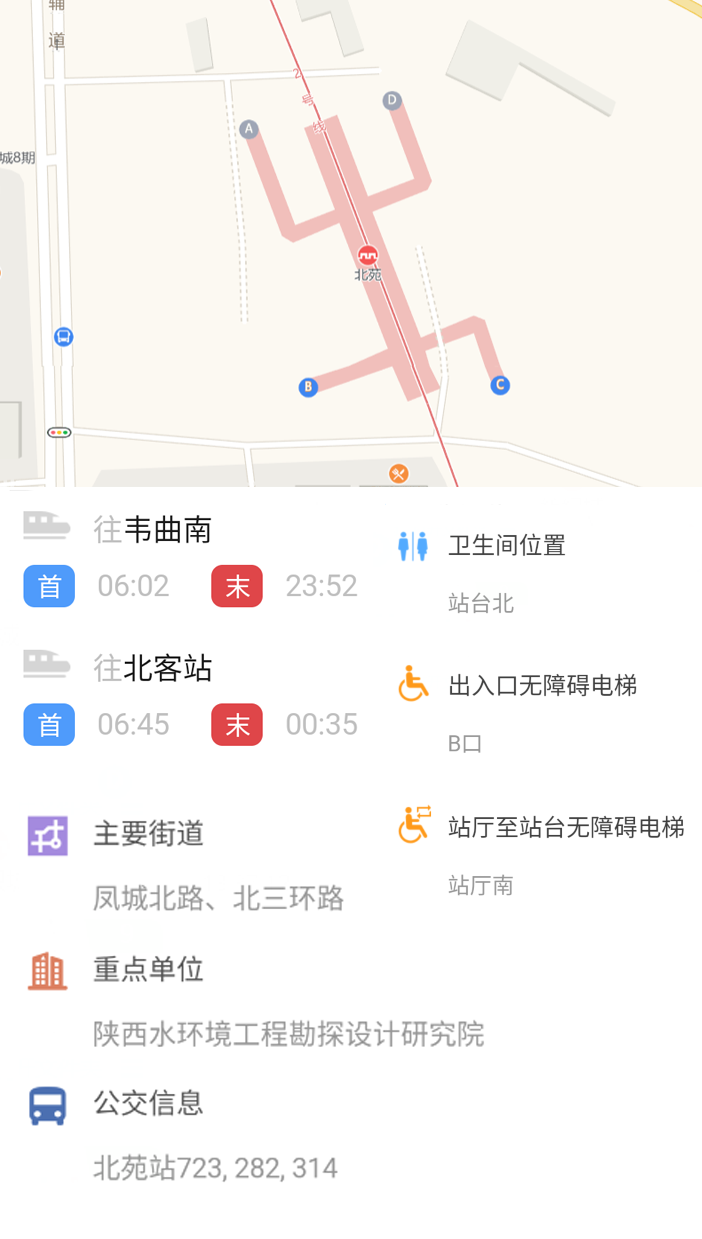 辅
道
2
号
线
A
D
城8期
北苑
B
C
往韦曲南
首 06:02 末 23:52
往北客站
首 06:45 末 00:35
卫生间位置
站台北
出入口无障碍电梯
B口
站厅至站台无障碍电梯
站厅南
主要街道
凤城北路、北三环路
重点单位
陕西水环境工程勘探设计研究院
公交信息
北苑站723, 282, 314